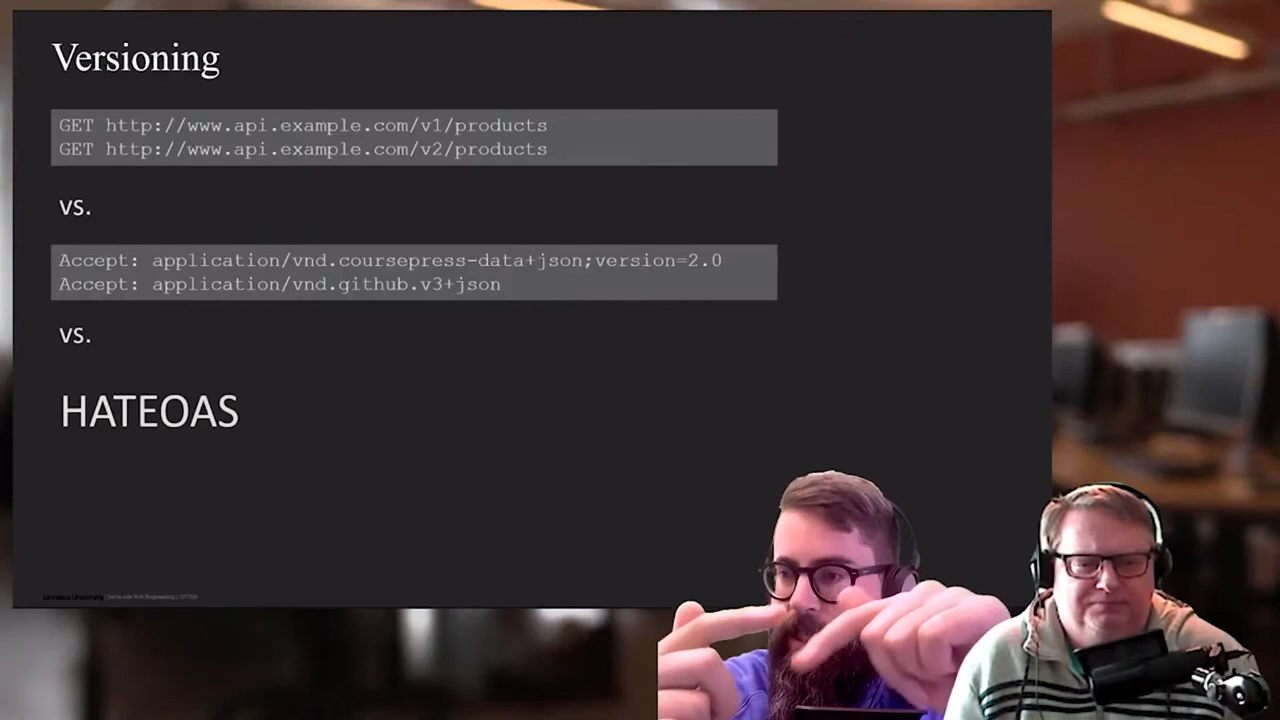 Versioning
GET http://www.api.example.com/v1/products
GET http://www.api.example.com/v2/products
vs.
Accept: application/vnd.coursepress-data+json;version=2.0
Accept: application/vnd.github.v3+json
vs.
HATEOAS